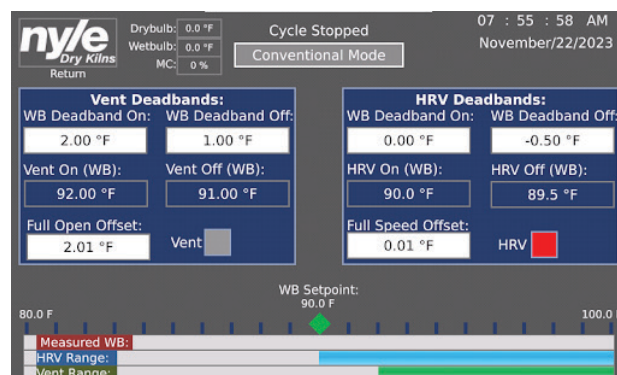 nyle
Dry Kilns
Return
Drybulb: 0.0 °F
Wetbulb: 0.0 °F
MC: 0 %
Cycle Stopped
Conventional Mode
07 : 55 : 58 AM
November/22/2023
Vent Deadbands:
WB Deadband On: WB Deadband Off:
2.00 °F 1.00 °F
Vent On (WB): Vent Off (WB):
92.00 °F 91.00 °F
Full Open Offset:
2.01 °F
Vent
HRV Deadbands:
WB Deadband On: WB Deadband Off:
0.00 °F -0.50 °F
HRV On (WB): HRV Off (WB):
90.0 °F 89.5 °F
Full Speed Offset:
0.01 °F
HRV
WB Setpoint:
90.0 F
80.0 F 100.0
Measured WB:
HRV Range:
Vent Range: